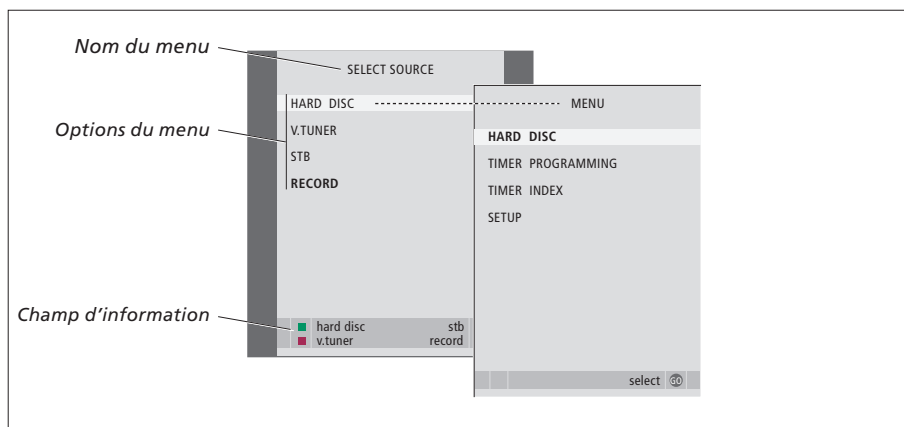 Nom du menu
SELECT SOURCE
HARD DISC
MENU
Options du menu
V.TUNER
STB
RECORD
HARD DISC
TIMER PROGRAMMING
TIMER INDEX
SETUP
Champ d’information
hard disc stb
v.tuner record
select GO